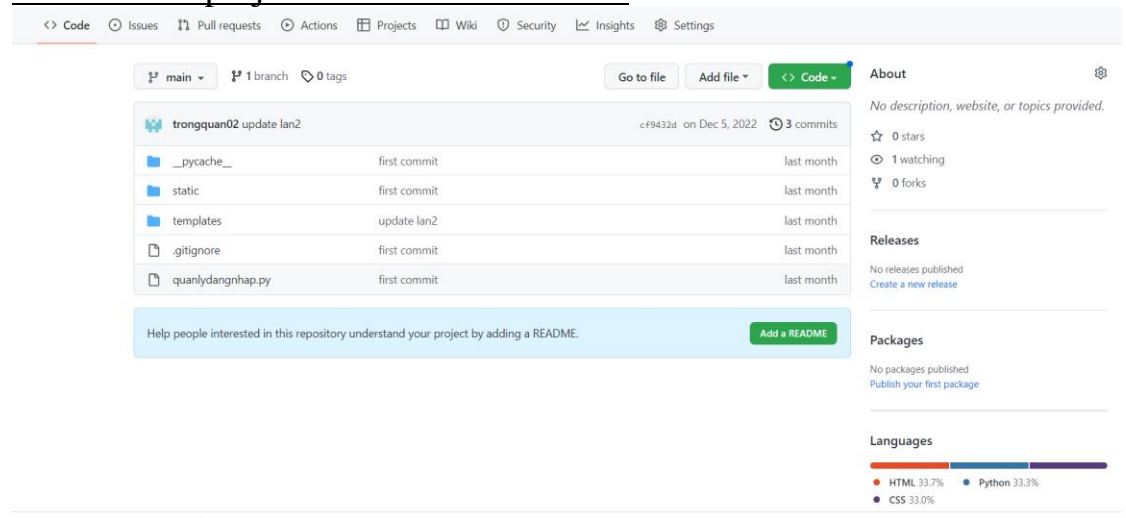 <> Code Issues Pull requests Actions Projects Wiki Security Insights Settings
main 1 branch 0 tags Go to file Add file <> Code
trongquan02 update lan2 cf9432d on Dec 5, 2022 3 commits
__pycache__ first commit last month
static first commit last month
templates update lan2 last month
.gitignore first commit last month
quanlydangnhap.py first commit last month
Help people interested in this repository understand your project by adding a README. Add a README
About
No description, website, or topics provided.
0 stars
1 watching
0 forks
Releases
No releases published
Create a new release
Packages
No packages published
Publish your first package
Languages
HTML 33.7% Python 33.3%
CSS 33.0%